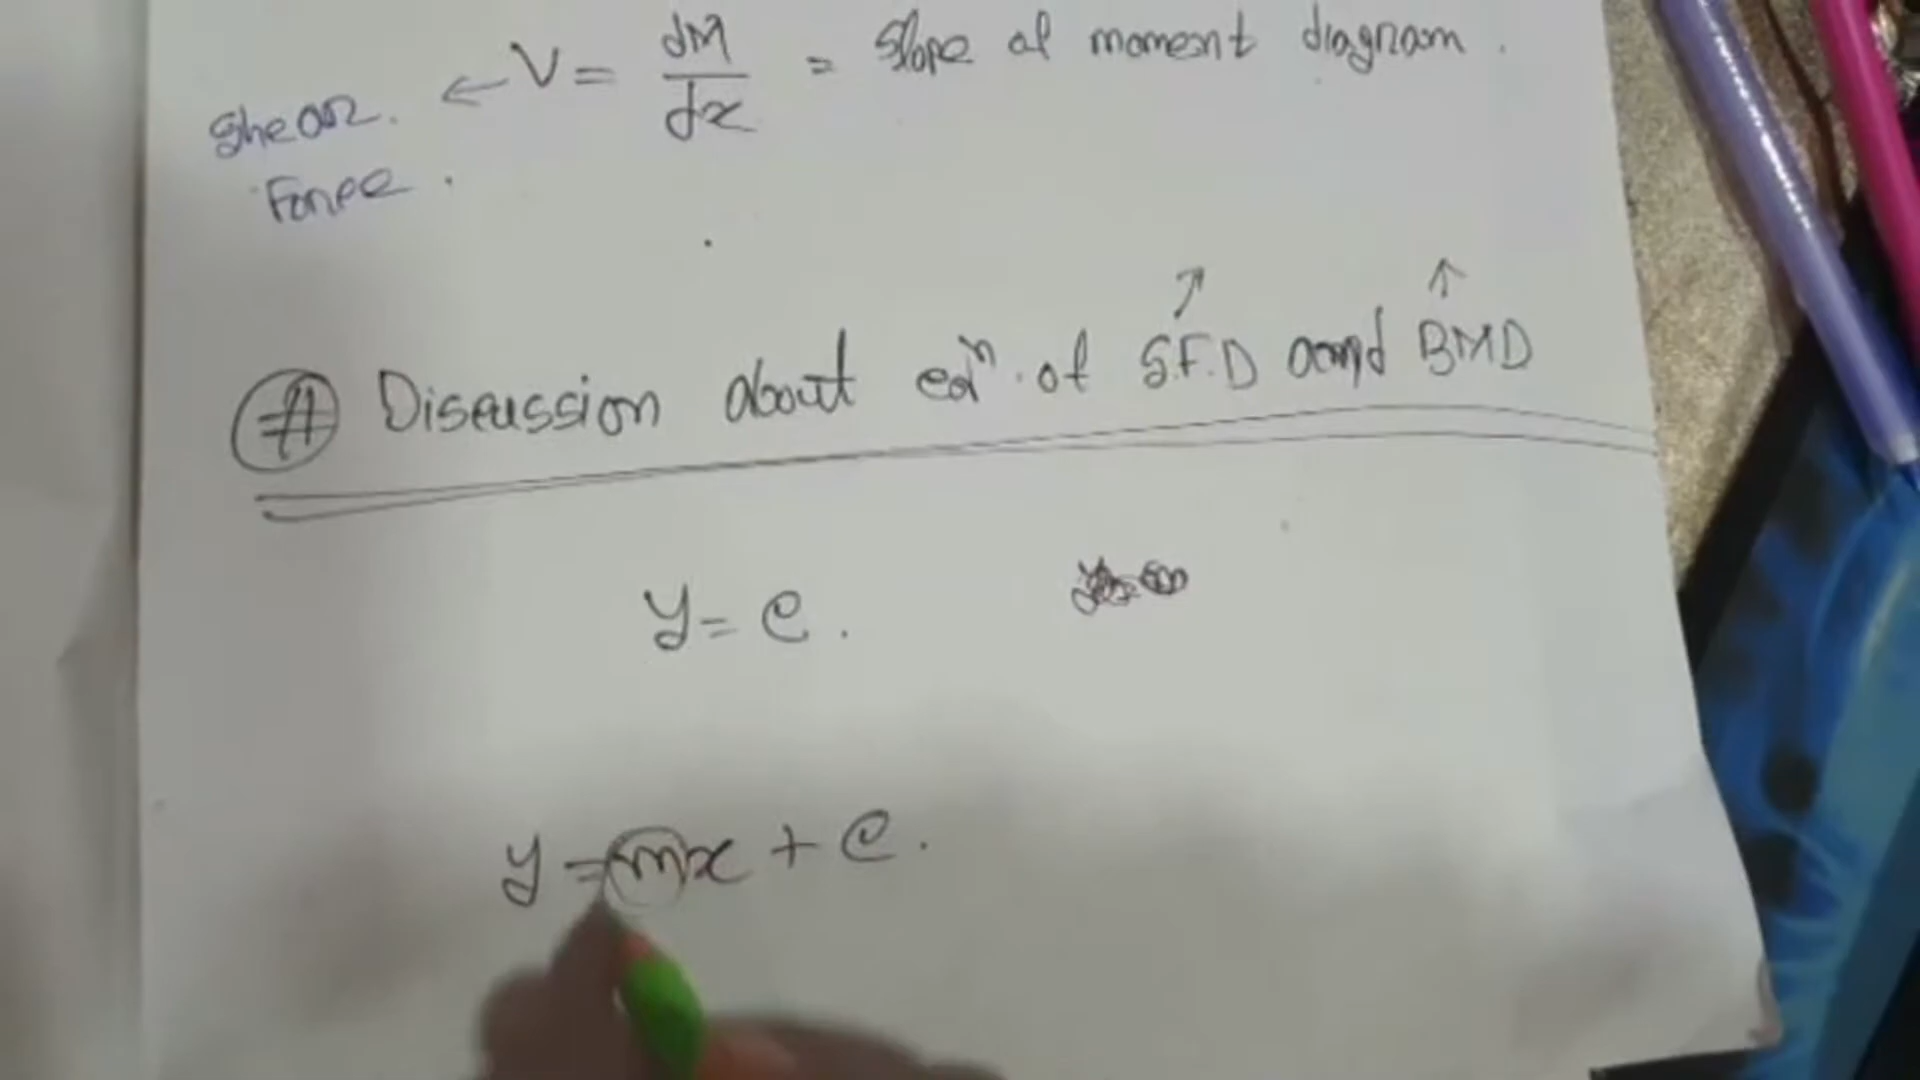 V = dM/dx = Slope of moment diagram.
Shear. ←
Force.
# Discussion about eqn. of S.F.D and BMD
y = c.
y = mx + c.